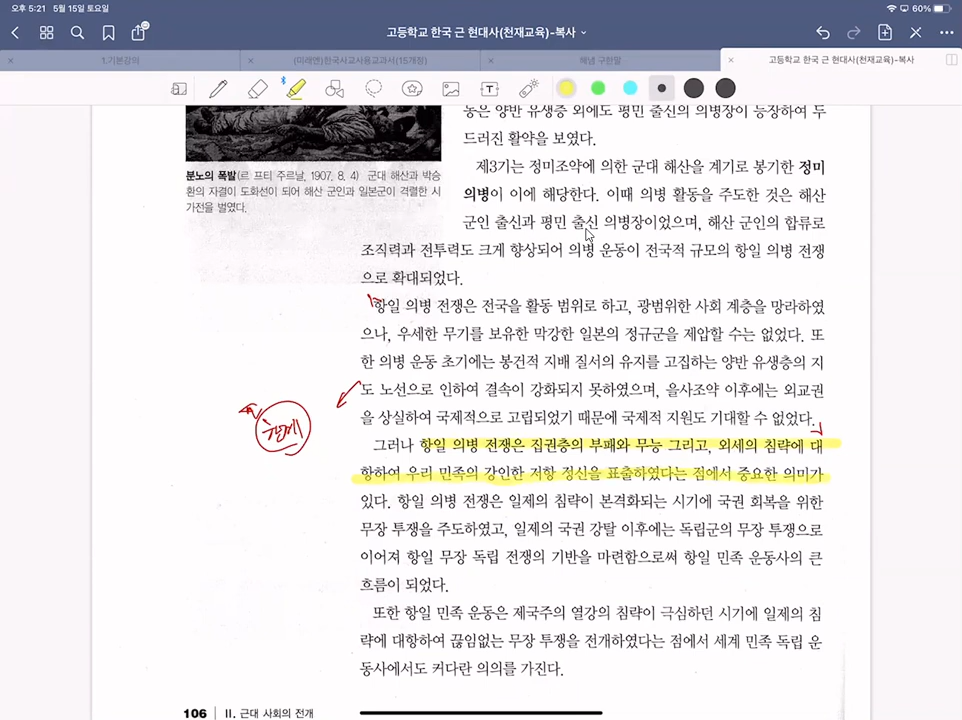 오후 5:21 5월 15일 토요일
60%
고등학교 한국 근 현대사(천재교육)-복사
1.기본강의
(미래엔)한국사교사용교과서(15개정)
해냄 구한말
고등학교 한국 근 현대사(천재교육)-복사
동은 양반 유생층 외에도 평민 출신의 의병장이 등장하여 두
드러진 활약을 보였다.
분노의 폭발(르 프티 주르날, 1907. 8. 4) 군대 해산과 박승
환의 자결이 도화선이 되어 해산 군인과 일본군이 격렬한 시
가전을 벌였다.
제3기는 정미조약에 의한 군대 해산을 계기로 봉기한 정미
의병이 이에 해당한다. 이때 의병 활동을 주도한 것은 해산
군인 출신과 평민 출신 의병장이었으며, 해산 군인의 합류로
조직력과 전투력도 크게 향상되어 의병 운동이 전국적 규모의 항일 의병 전쟁
으로 확대되었다.
항일 의병 전쟁은 전국을 활동 범위로 하고, 광범위한 사회 계층을 망라하였
으나, 우세한 무기를 보유한 막강한 일본의 정규군을 제압할 수는 없었다. 또
한 의병 운동 초기에는 봉건적 지배 질서의 유지를 고집하는 양반 유생층의 지
도 노선으로 인하여 결속이 강화되지 못하였으며, 을사조약 이후에는 외교권
을 상실하여 국제적으로 고립되었기 때문에 국제적 지원도 기대할 수 없었다.
한계
그러나 항일 의병 전쟁은 집권층의 부패와 무능 그리고, 외세의 침략에 대
항하여 우리 민족의 강인한 저항 정신을 표출하였다는 점에서 중요한 의미가
있다. 항일 의병 전쟁은 일제의 침략이 본격화되는 시기에 국권 회복을 위한
무장 투쟁을 주도하였고, 일제의 국권 강탈 이후에는 독립군의 무장 투쟁으로
이어져 항일 무장 독립 전쟁의 기반을 마련함으로써 항일 민족 운동사의 큰
흐름이 되었다.
또한 항일 민족 운동은 제국주의 열강의 침략이 극심하던 시기에 일제의 침
략에 대항하여 끊임없는 무장 투쟁을 전개하였다는 점에서 세계 민족 독립 운
동사에서도 커다란 의의를 가진다.
106 II. 근대 사회의 전개